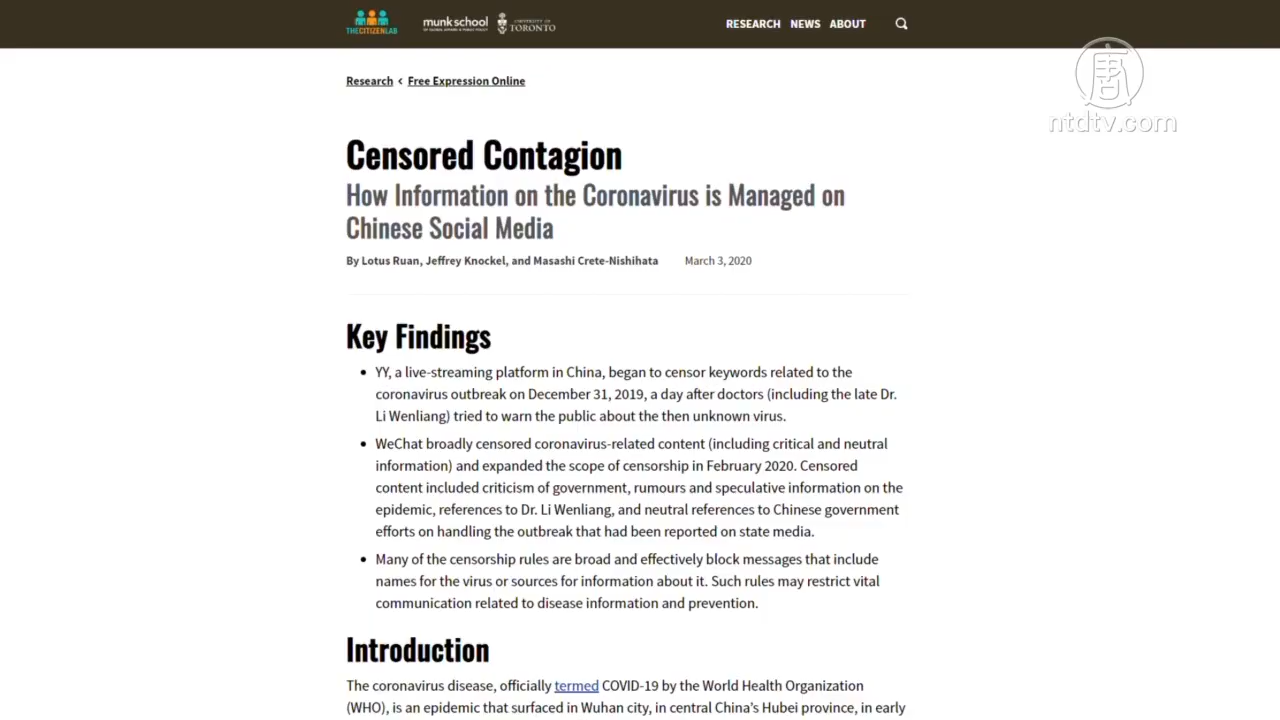 THECITIZENLAB
munk school
OF GLOBAL AFFAIRS & PUBLIC POLICY
UNIVERSITY OF
TORONTO
RESEARCH NEWS ABOUT
唐
ntdtv.com
Research < Free Expression Online
Censored Contagion
How Information on the Coronavirus is Managed on
Chinese Social Media
By Lotus Ruan, Jeffrey Knockel, and Masashi Crete-Nishihata March 3, 2020
Key Findings
• YY, a live-streaming platform in China, began to censor keywords related to the
coronavirus outbreak on December 31, 2019, a day after doctors (including the late Dr.
Li Wenliang) tried to warn the public about the then unknown virus.
• WeChat broadly censored coronavirus-related content (including critical and neutral
information) and expanded the scope of censorship in February 2020. Censored
content included criticism of government, rumours and speculative information on the
epidemic, references to Dr. Li Wenliang, and neutral references to Chinese government
efforts on handling the outbreak that had been reported on state media.
• Many of the censorship rules are broad and effectively block messages that include
names for the virus or sources for information about it. Such rules may restrict vital
communication related to disease information and prevention.
Introduction
The coronavirus disease, officially termed COVID-19 by the World Health Organization
(WHO), is an epidemic that surfaced in Wuhan city, in central China's Hubei province, in early